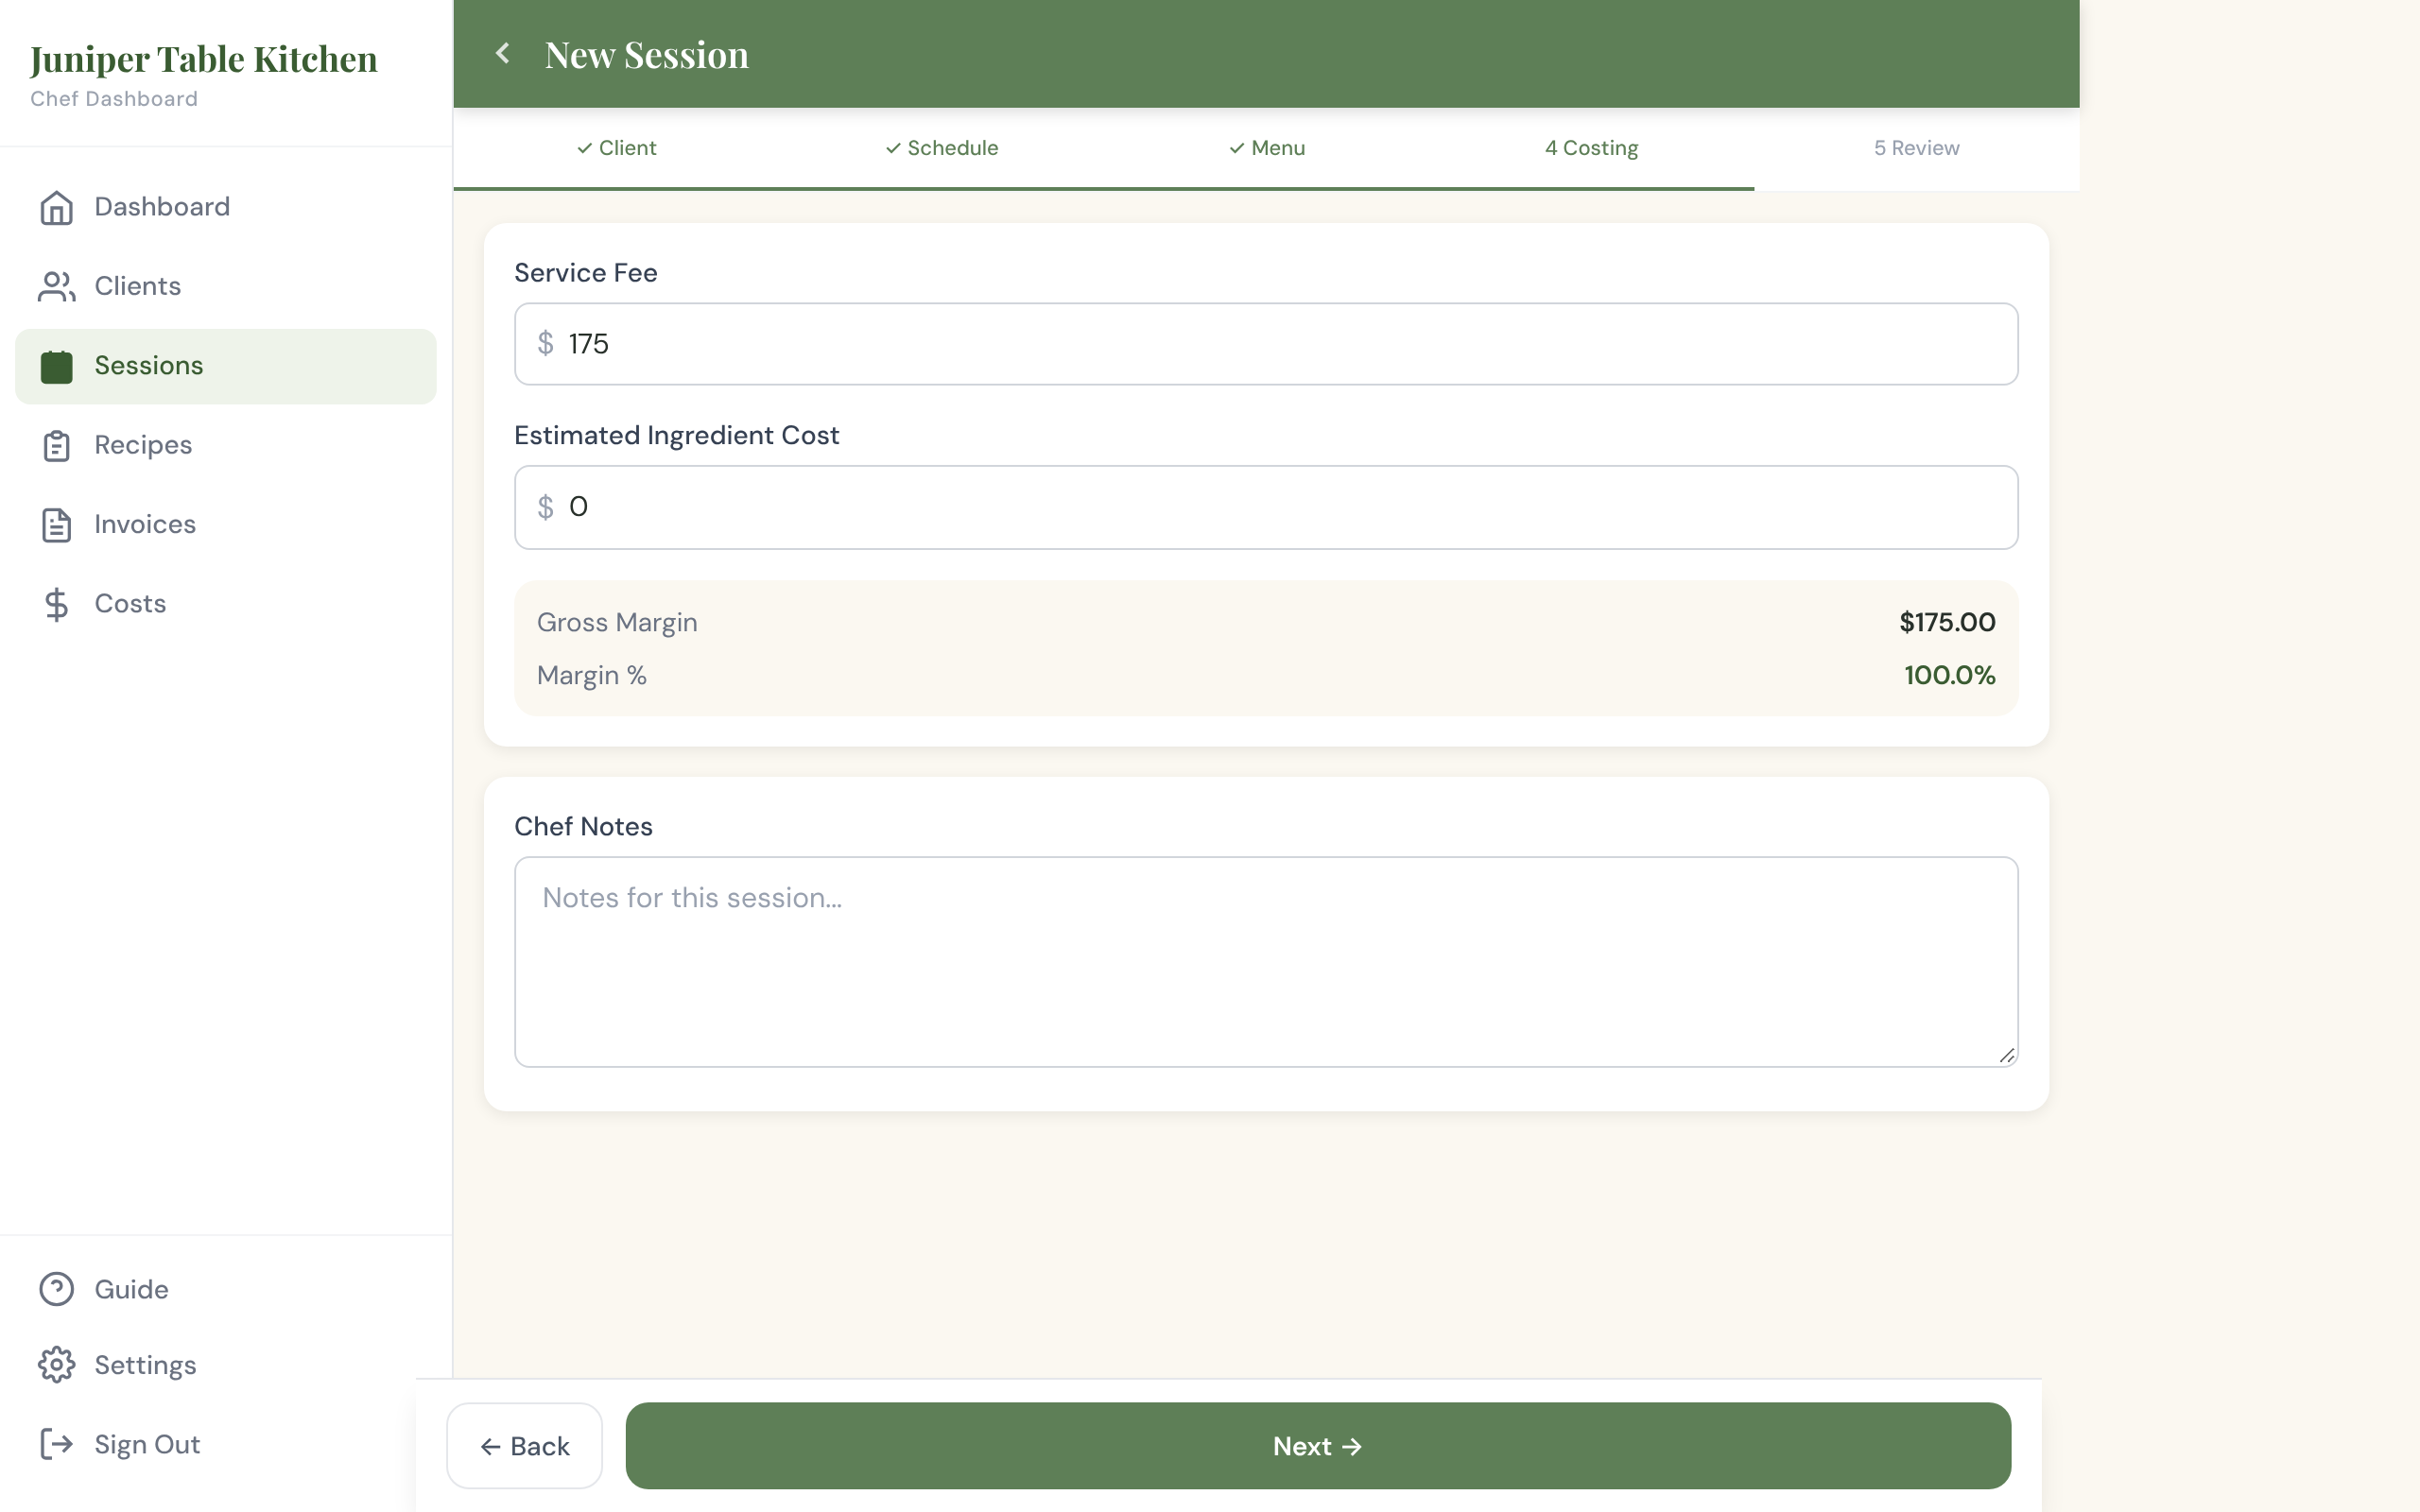 Juniper Table Kitchen
Chef Dashboard
Dashboard
Clients
Sessions
Recipes
Invoices
Costs
Guide
Settings
Sign Out
New Session
✓ Client
✓ Schedule
✓ Menu
4 Costing
5 Review
Service Fee
$ 175
Estimated Ingredient Cost
$ 0
Gross Margin $175.00
Margin % 100.0%
Chef Notes
Notes for this session...
← Back
Next →